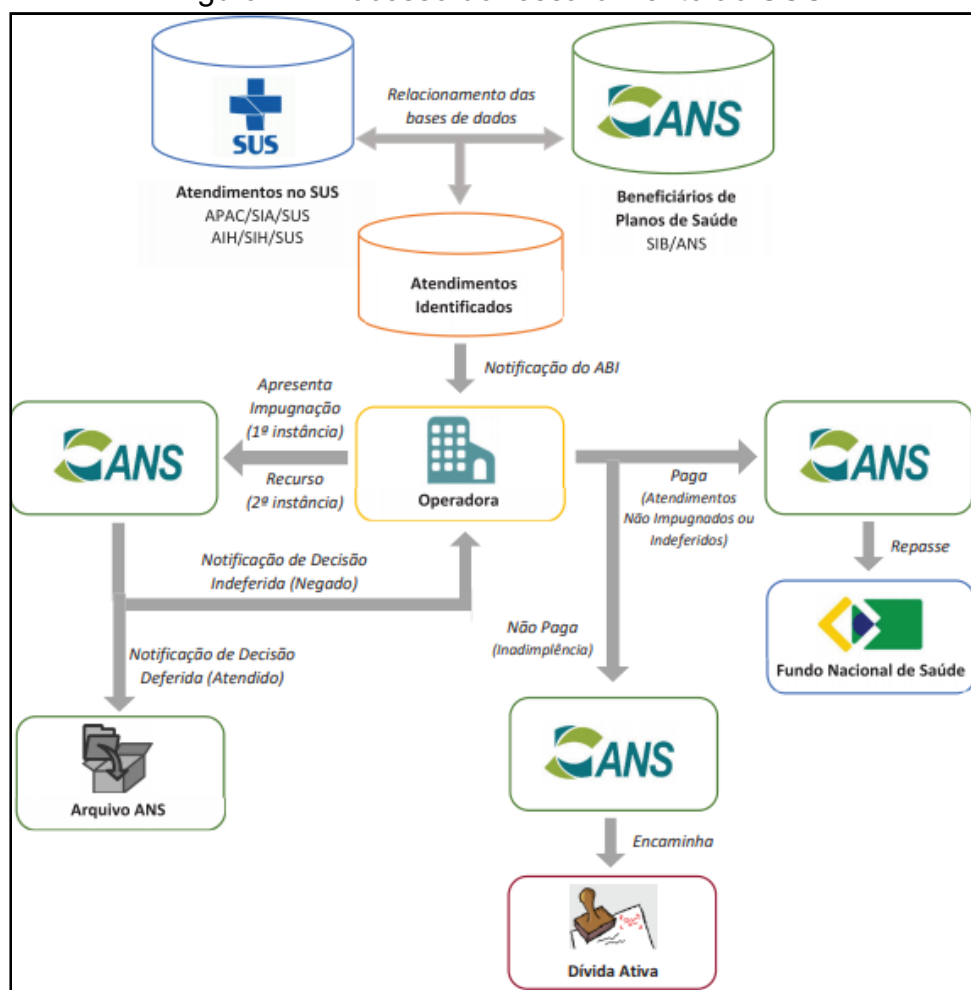 SUS
ANS
Relacionamento das
bases de dados
Atendimentos no SUS
APAC/SIA/SUS
AIH/SIH/SUS
Beneficiários de
Planos de Saúde
SIB/ANS
Atendimentos
Identificados
Notificação do ABI
Apresenta
Impugnação
(1ª instância)
ANS
Recurso
(2ª instância)
Operadora
Paga
(Atendimentos
Não Impugnados ou
Indeferidos)
ANS
Notificação de Decisão
Indeferida (Negado)
Repasse
Fundo Nacional de Saúde
Notificação de Decisão
Deferida (Atendido)
Não Paga
(Inadimplência)
Arquivo ANS
ANS
Encaminha
Dívida Ativa